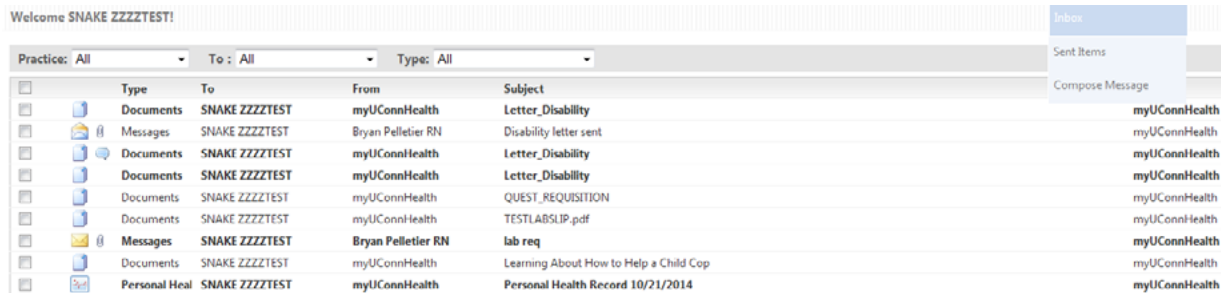 Welcome SNAKE ZZZZTEST! Inbox
Practice: All To : All Type: All Sent Items
Type To From Subject Compose Message
Documents SNAKE ZZZZTEST myUConnHealth Letter_Disability myUConnHealth
Messages SNAKE ZZZZTEST Bryan Pelletier RN Disability letter sent myUConnHealth
Documents SNAKE ZZZZTEST myUConnHealth Letter_Disability myUConnHealth
Documents SNAKE ZZZZTEST myUConnHealth Letter_Disability myUConnHealth
Documents SNAKE ZZZZTEST myUConnHealth QUEST_REQUISITION myUConnHealth
Documents SNAKE ZZZZTEST myUConnHealth TESTLABSLIP.pdf myUConnHealth
Messages SNAKE ZZZZTEST Bryan Pelletier RN lab req myUConnHealth
Documents SNAKE ZZZZTEST myUConnHealth Learning About How to Help a Child Cop myUConnHealth
Personal Heal SNAKE ZZZZTEST myUConnHealth Personal Health Record 10/21/2014 myUConnHealth